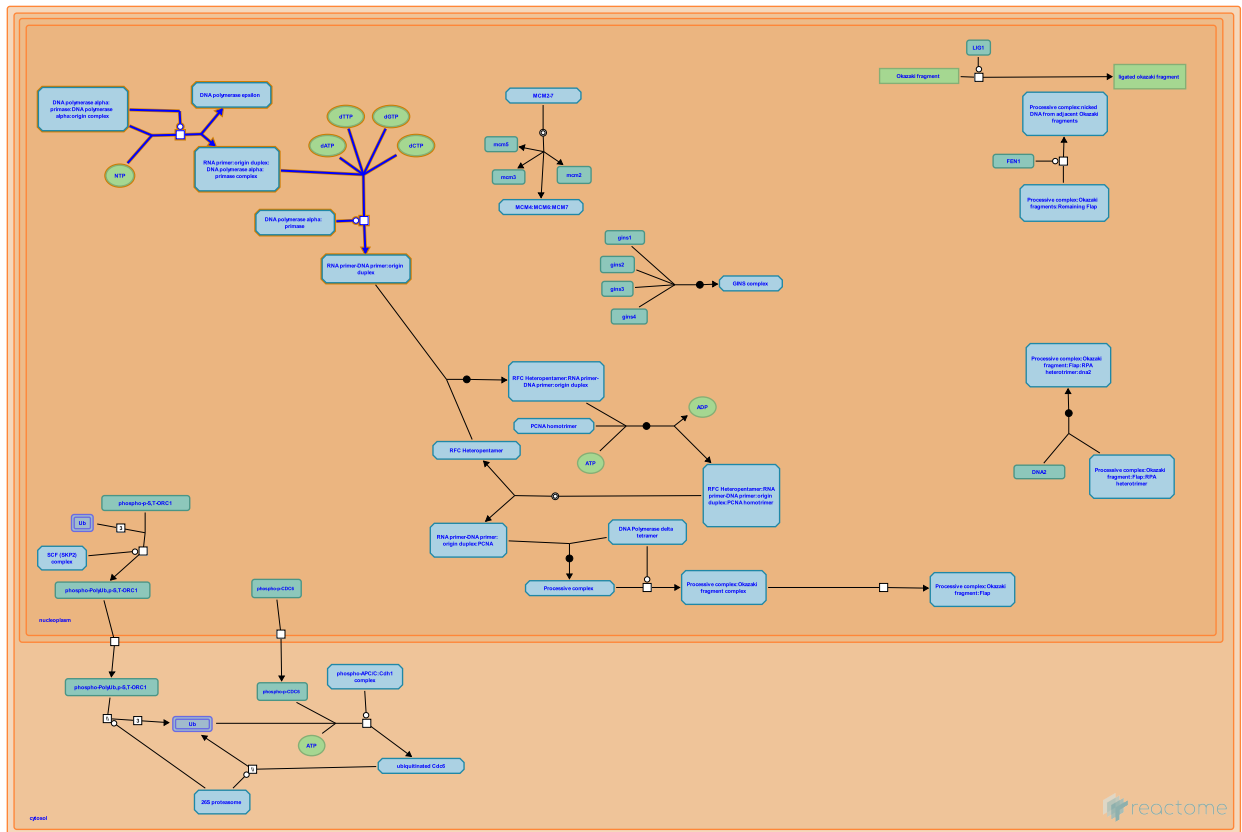 LIG1
Okazaki fragment
ligated okazaki fragment
DNA polymerase alpha:
primase:DNA polymerase
alpha:origin complex
DNA polymerase epsilon
MCM2-7
Processive complex:nicked
DNA from adjacent Okazaki
fragments
dTTP
dGTP
dATP
dCTP
mcm5
mcm3
mcm2
FEN1
RNA primer:origin duplex:
DNA polymerase alpha:
primase complex
NTP
MCM4:MCM6:MCM7
Processive complex:Okazaki
fragments:Remaining Flap
DNA polymerase alpha:
primase
gins1
gins2
gins3
gins4
GINS complex
RNA primer-DNA primer:origin
duplex
Processive complex:Okazaki
fragment:Flap:RPA
heterotrimer:dna2
RFC Heteropentamer:RNA primer-
DNA primer:origin duplex
ADP
PCNA homotrimer
RFC Heteropentamer
ATP
DNA2
Processive complex:Okazaki
fragment:Flap:RPA
heterotrimer
RFC Heteropentamer:RNA
primer-DNA primer:origin
duplex:PCNA homotrimer
phospho-p-S,T-ORC1
Ub
3
SCF (SKP2)
complex
RNA primer-DNA primer:
origin duplex:PCNA
DNA Polymerase delta
tetramer
phospho-PolyUb,p-S,T-ORC1
phospho-p-CDC6
Processive complex
Processive complex:Okazaki
fragment complex
Processive complex:Okazaki
fragment:Flap
nucleoplasm
phospho-PolyUb,p-S,T-ORC1
phospho-p-CDC6
phospho-APC/C:Cdh1
complex
3
Ub
ATP
ubiquitinated Cdc6
26S proteasome
cytosol
reactome